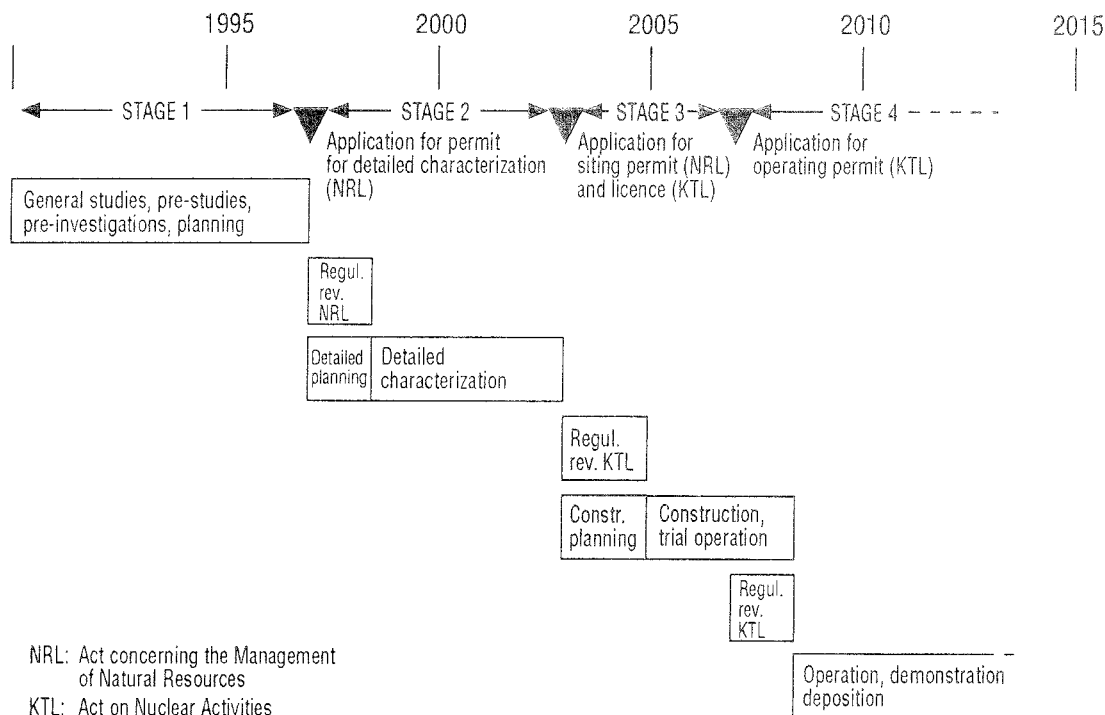 1995 2000 2005 2010 2015
STAGE 1 STAGE 2 STAGE 3 STAGE 4
Application for permit
for detailed characterization
(NRL)
Application for
siting permit (NRL)
and licence (KTL)
Application for
operating permit (KTL)
General studies, pre-studies,
pre-investigations, planning
Regul.
rev.
NRL
Detailed
planning
Detailed
characterization
Regul.
rev. KTL
Constr.
planning
Construction,
trial operation
Regul.
rev.
KTL
Operation, demonstration
deposition
NRL: Act concerning the Management
of Natural Resources
KTL: Act on Nuclear Activities